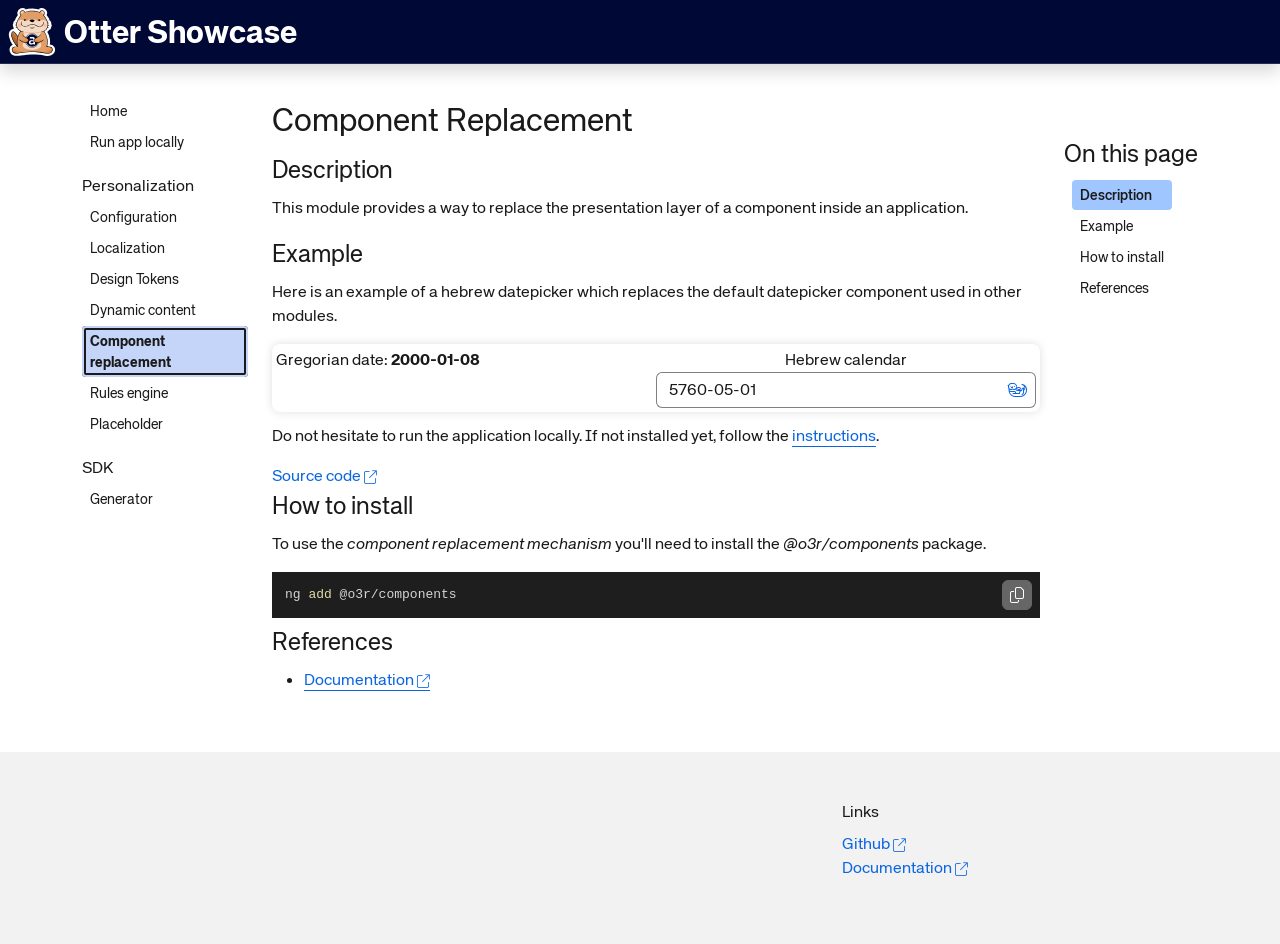 Otter Showcase
Home
Run app locally
Personalization
Configuration
Localization
Design Tokens
Dynamic content
Component
replacement
Rules engine
Placeholder
SDK
Generator
Component Replacement
Description
This module provides a way to replace the presentation layer of a component inside an application.
Example
Here is an example of a hebrew datepicker which replaces the default datepicker component used in other
modules.
Gregorian date: 2000-01-08
Hebrew calendar
5760-05-01
Do not hesitate to run the application locally. If not installed yet, follow the instructions.
Source code
How to install
To use the component replacement mechanism you'll need to install the @o3r/components package.
ng add @o3r/components
References
Documentation
On this page
Description
Example
How to install
References
Links
Github
Documentation